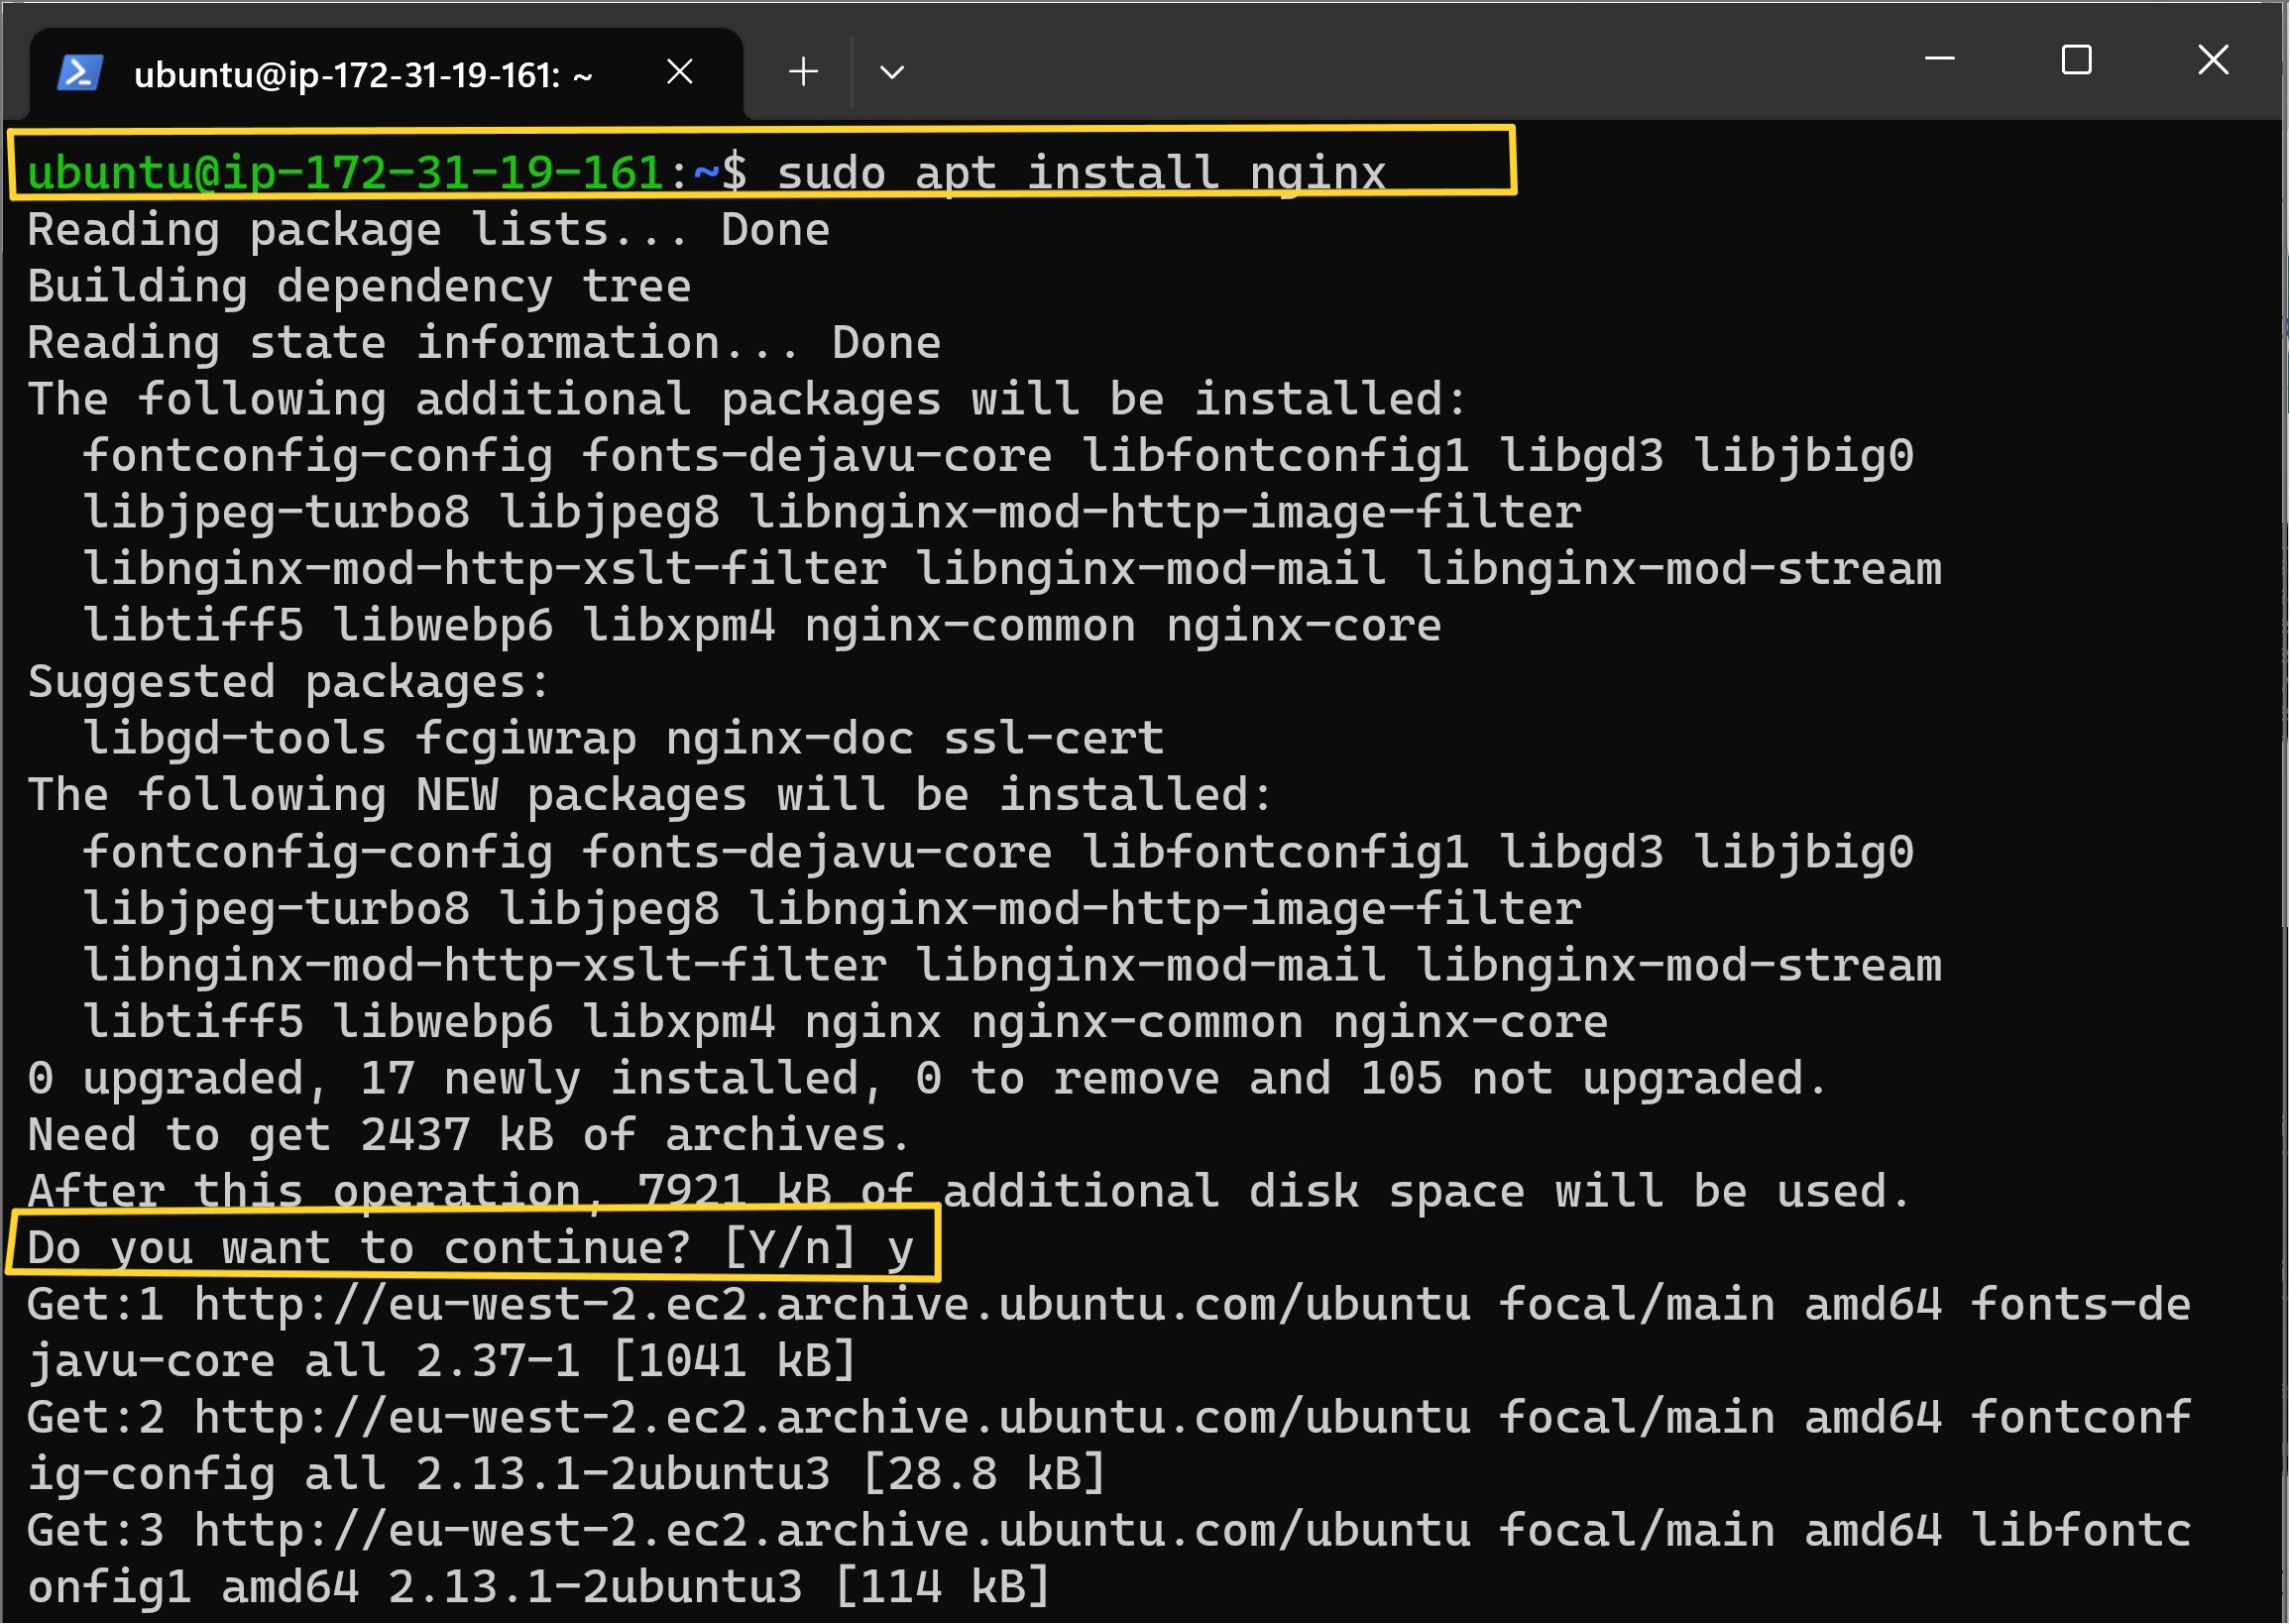 ubuntu@ip-172-31-19-161: ~
ubuntu@ip-172-31-19-161:~$ sudo apt install nginx
Reading package lists... Done
Building dependency tree
Reading state information... Done
The following additional packages will be installed:
  fontconfig-config fonts-dejavu-core libfontconfig1 libgd3 libjbig0
  libjpeg-turbo8 libjpeg8 libnginx-mod-http-image-filter
  libnginx-mod-http-xslt-filter libnginx-mod-mail libnginx-mod-stream
  libtiff5 libwebp6 libxpm4 nginx-common nginx-core
Suggested packages:
  libgd-tools fcgiwrap nginx-doc ssl-cert
The following NEW packages will be installed:
  fontconfig-config fonts-dejavu-core libfontconfig1 libgd3 libjbig0
  libjpeg-turbo8 libjpeg8 libnginx-mod-http-image-filter
  libnginx-mod-http-xslt-filter libnginx-mod-mail libnginx-mod-stream
  libtiff5 libwebp6 libxpm4 nginx nginx-common nginx-core
0 upgraded, 17 newly installed, 0 to remove and 105 not upgraded.
Need to get 2437 kB of archives.
After this operation, 7921 kB of additional disk space will be used.
Do you want to continue? [Y/n] y
Get:1 http://eu-west-2.ec2.archive.ubuntu.com/ubuntu focal/main amd64 fonts-de
javu-core all 2.37-1 [1041 kB]
Get:2 http://eu-west-2.ec2.archive.ubuntu.com/ubuntu focal/main amd64 fontconf
ig-config all 2.13.1-2ubuntu3 [28.8 kB]
Get:3 http://eu-west-2.ec2.archive.ubuntu.com/ubuntu focal/main amd64 libfontc
onfig1 amd64 2.13.1-2ubuntu3 [114 kB]